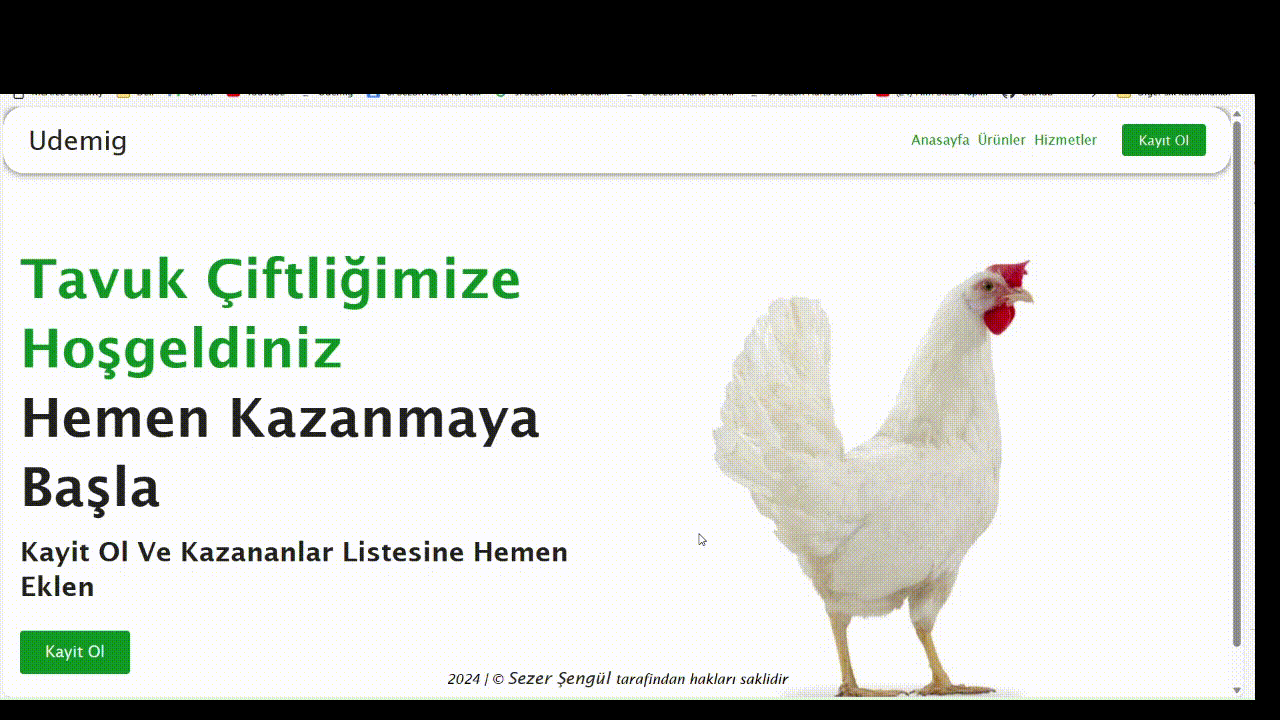 Udemig
Anasayfa Ürünler Hizmetler Kayıt Ol
Tavuk Çiftliğimize
Hoşgeldiniz
Hemen Kazanmaya
Başla
Kayit Ol Ve Kazananlar Listesine Hemen
Eklen
Kayit Ol
2024 | © Sezer Şengül tarafindan hakları saklidir